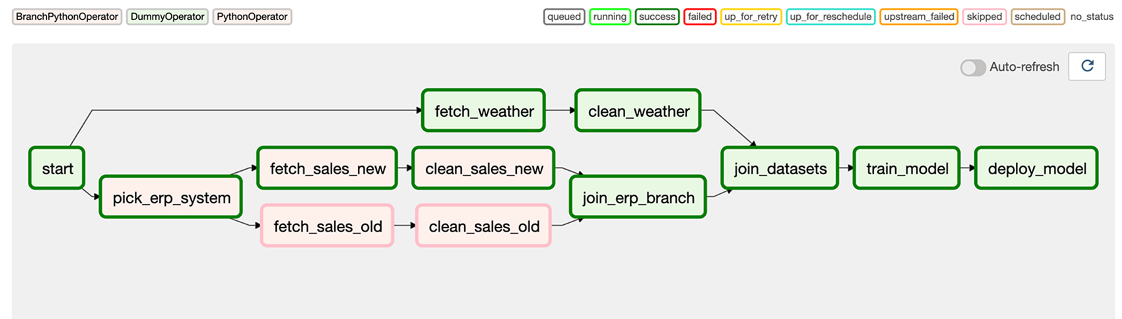 BranchPythonOperator DummyOperator PythonOperator queued running success failed up_for_retry up_for_reschedule upstream_failed skipped scheduled no_status
Auto-refresh
fetch_weather clean_weather
start fetch_sales_new clean_sales_new join_datasets train_model deploy_model
pick_erp_system join_erp_branch
fetch_sales_old clean_sales_old